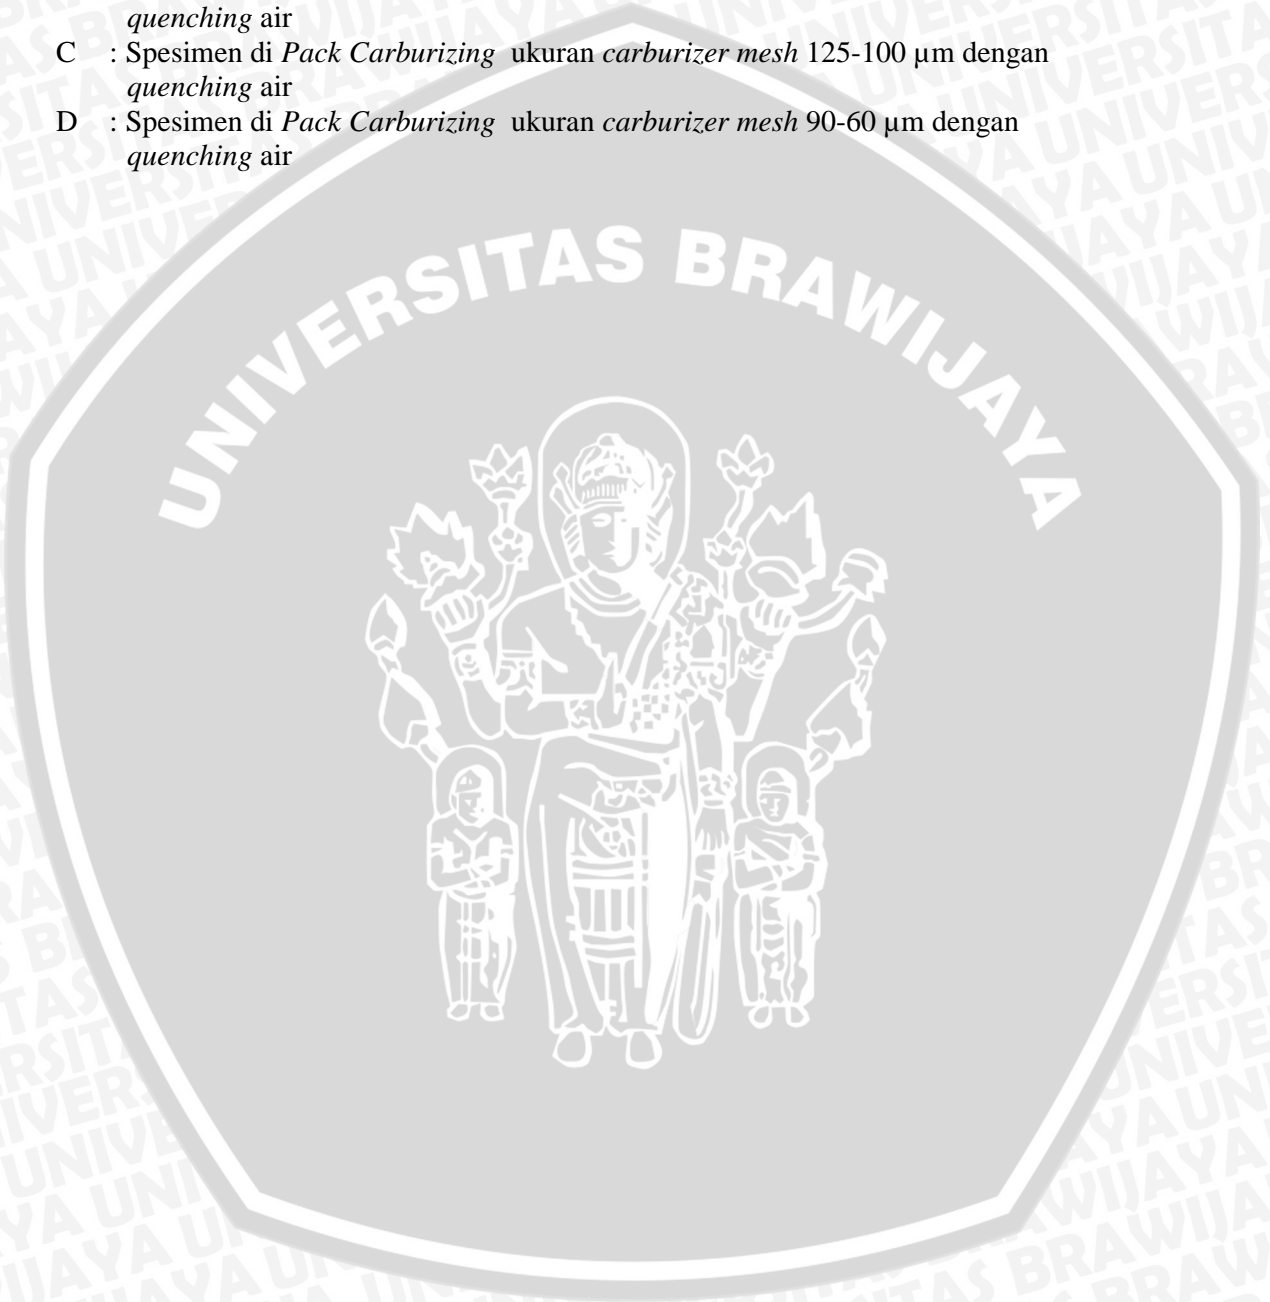 quenching air
C : Spesimen di Pack Carburizing ukuran carburizer mesh 125-100 µm dengan
quenching air
D : Spesimen di Pack Carburizing ukuran carburizer mesh 90-60 µm dengan
quenching air
UNIVERSITAS BRAWIJAYA